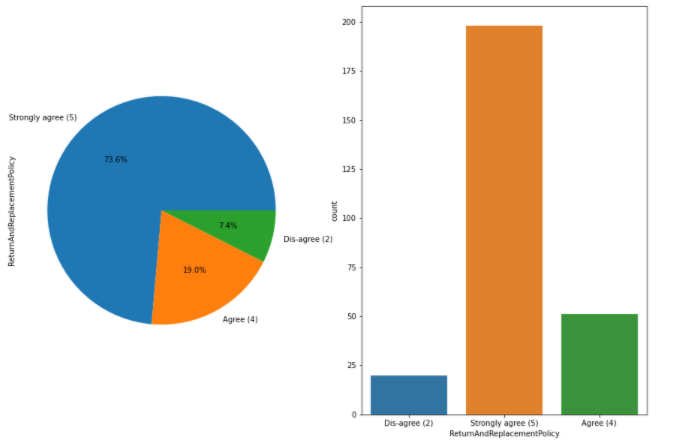 Strongly agree (5)
73.6%
ReturnAndReplacementPolicy
7.4%
Dis-agree (2)
19.0%
Agree (4)
200
175
150
125
100
75
50
25
0
count
Dis-agree (2) Strongly agree (5) Agree (4)
ReturnAndReplacementPolicy